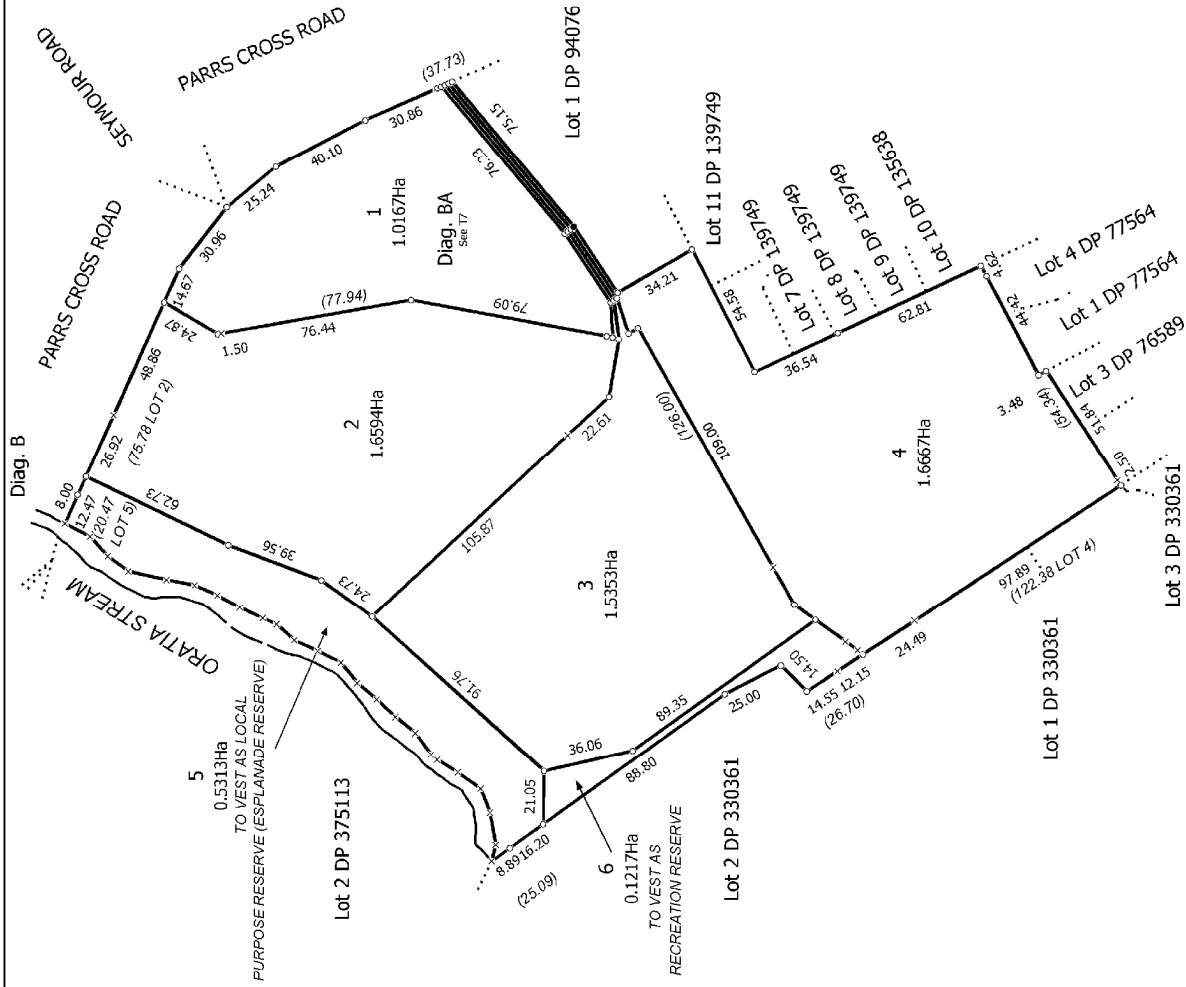 Diag. B
SEYMOUR ROAD
PARRS CROSS ROAD
PARRS CROSS ROAD
(37.73)
Lot 1 DP 94076
30.86
40.10
25.24
30.96
14.67
24.87
48.86
26.92
(75.78 LOT 2)
8.00
12.47
(20.47
LOT 5)
1
1.0167Ha
Diag. BA
See T7
76.23
75.15
1.50
76.44
(77.94)
79.09
2
1.6594Ha
62.73
39.56
24.73
ORATIA STREAM
105.87
22.61
34.21
Lot 11 DP 139749
54.58
Lot 7 DP 139749
Lot 8 DP 139749
Lot 9 DP 139749
Lot 10 DP 135638
36.54
62.81
4.62
Lot 4 DP 77564
44.42
Lot 1 DP 77564
3.48
Lot 3 DP 76589
(54.34)
51.84
2.50
Lot 3 DP 330361
109.00
(126.00)
4
1.6667Ha
3
1.5353Ha
91.76
5
0.5313Ha
TO VEST AS LOCAL
PURPOSE RESERVE (ESPLANADE RESERVE)
Lot 2 DP 375113
36.06
89.35
21.05
88.80
25.00
14.50
14.55
12.15
(26.70)
24.49
97.89
(122.38 LOT 4)
Lot 1 DP 330361
8.89
16.20
(25.09)
6
0.1217Ha
TO VEST AS
RECREATION RESERVE
Lot 2 DP 330361